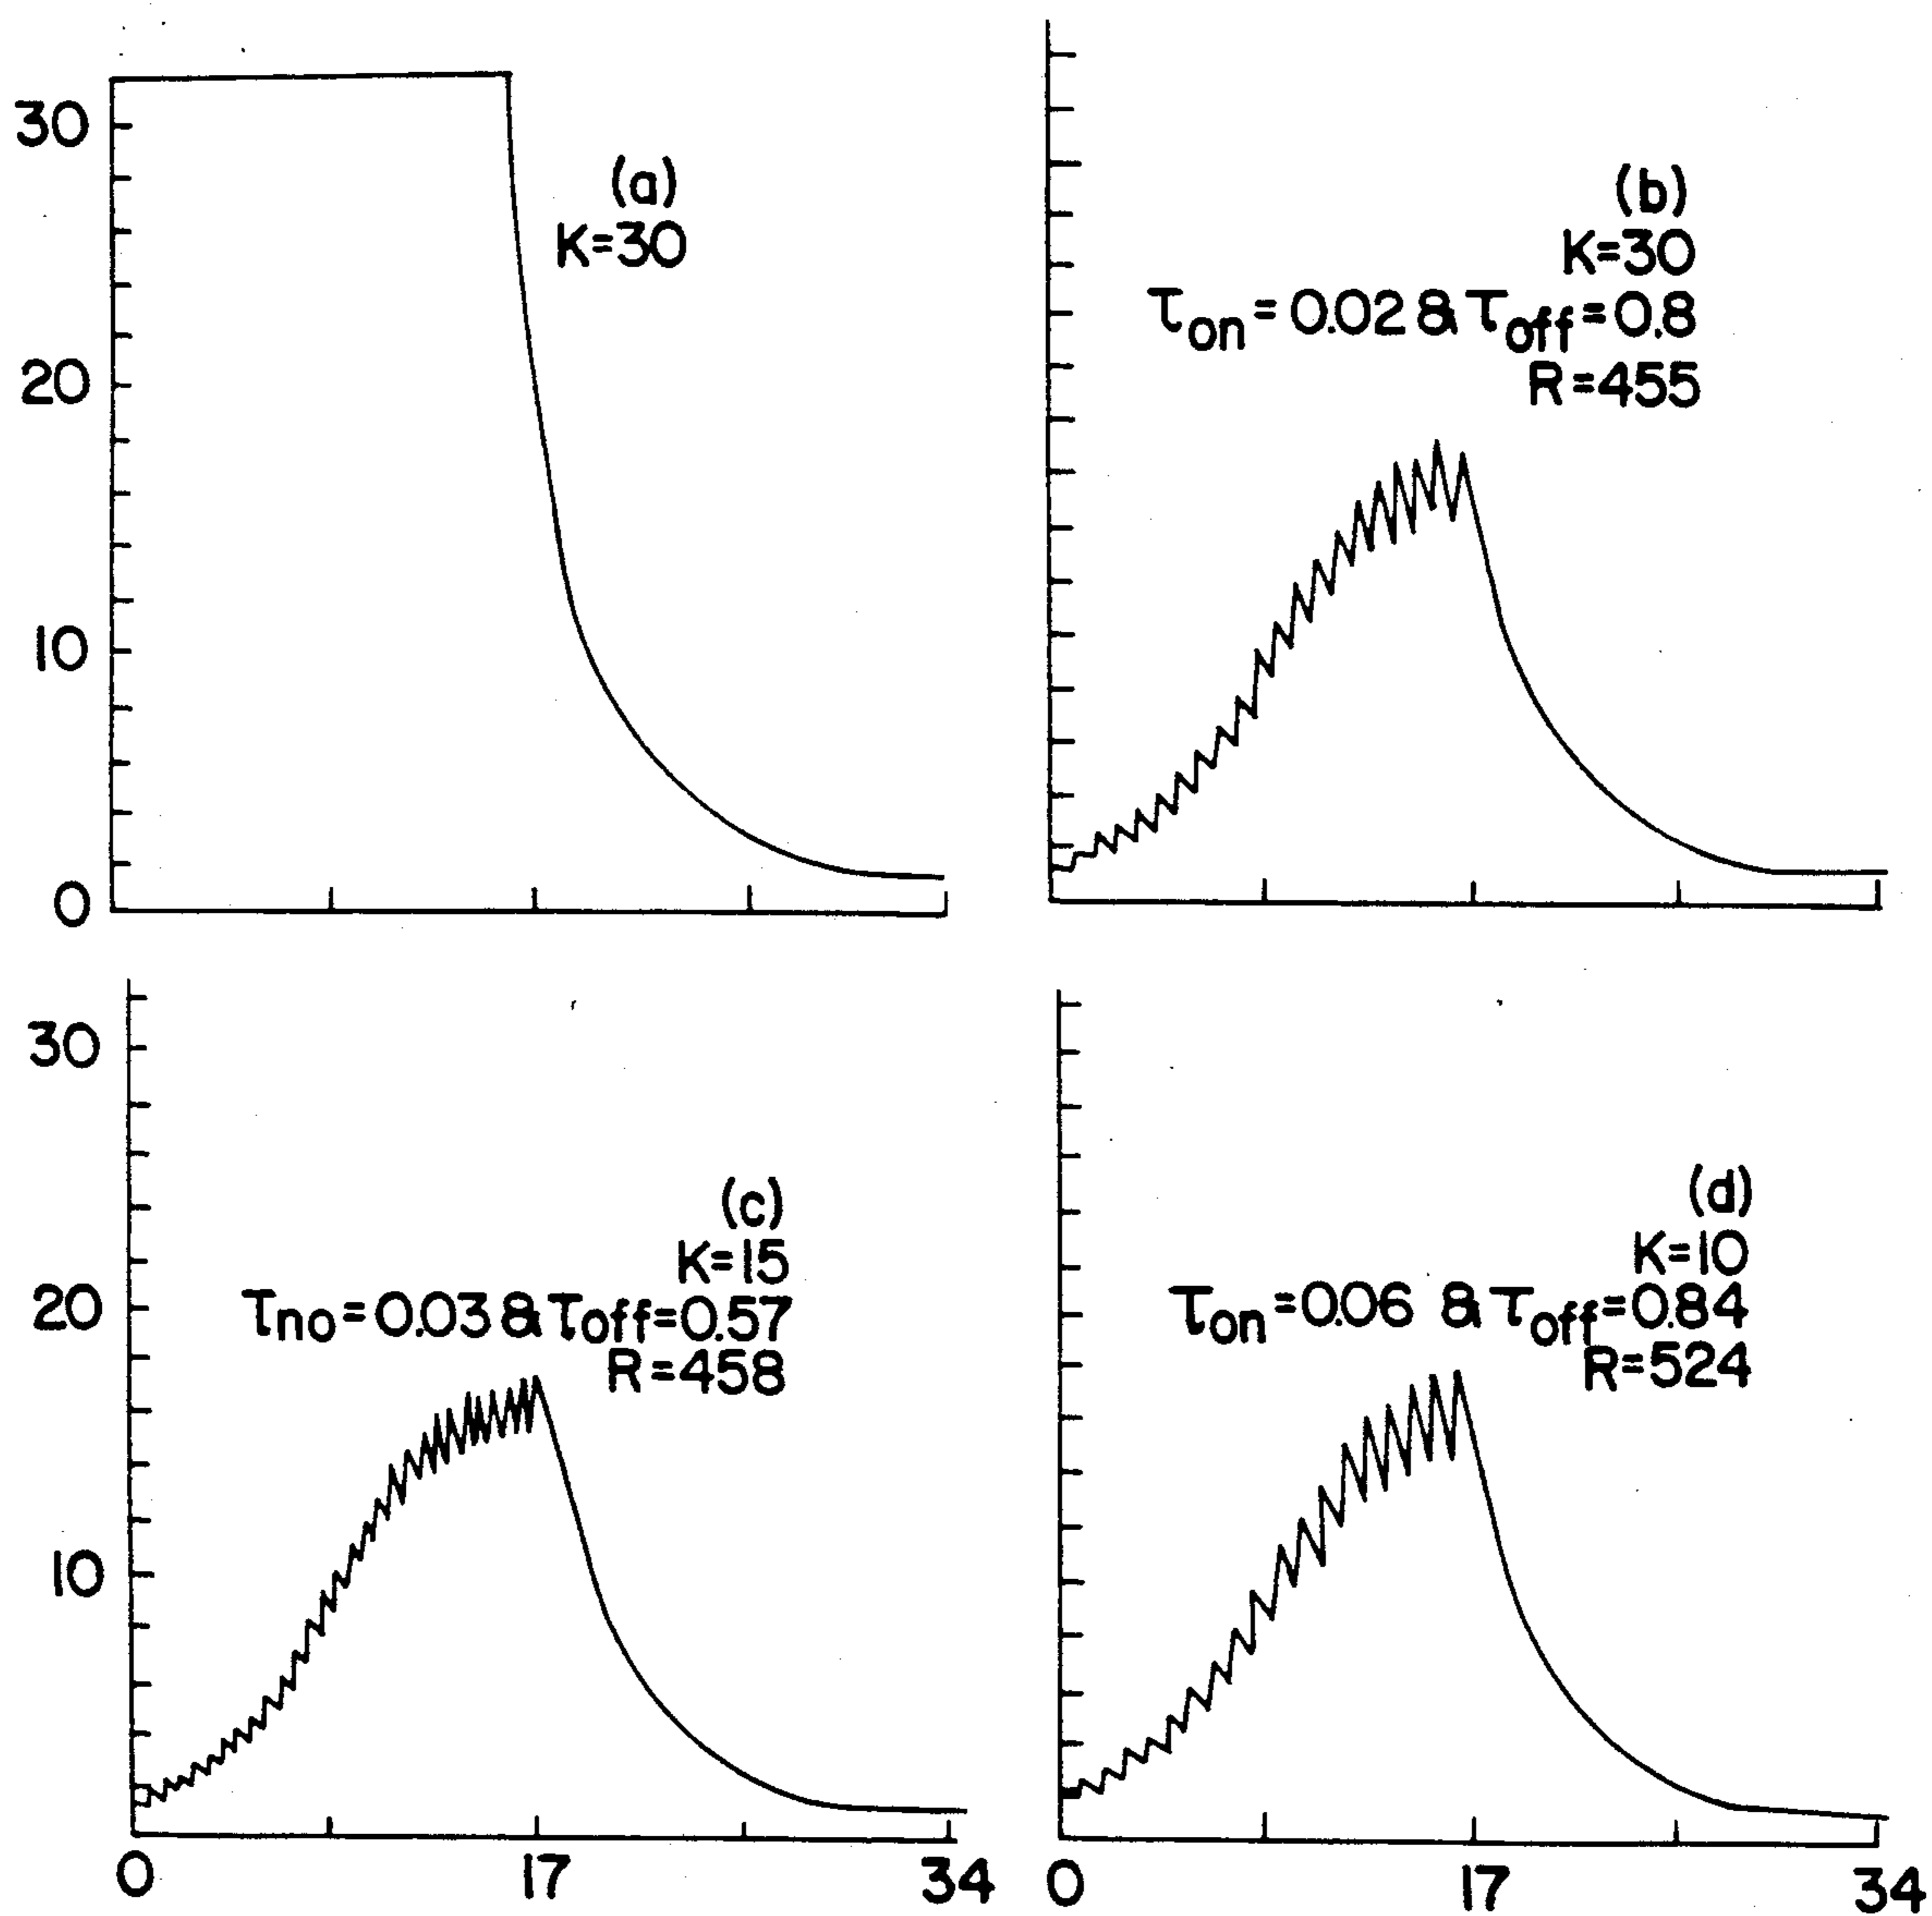 30
20
10
0
(a)
K=30
(b)
K=30
τon=0.02 & τoff=0.8
R=455
30
20
10
(c)
K=15
τno=0.03 & τoff=0.57
R=458
(d)
K=10
τon=0.06 & τoff=0.84
R=524
0 17 34
0 17 34